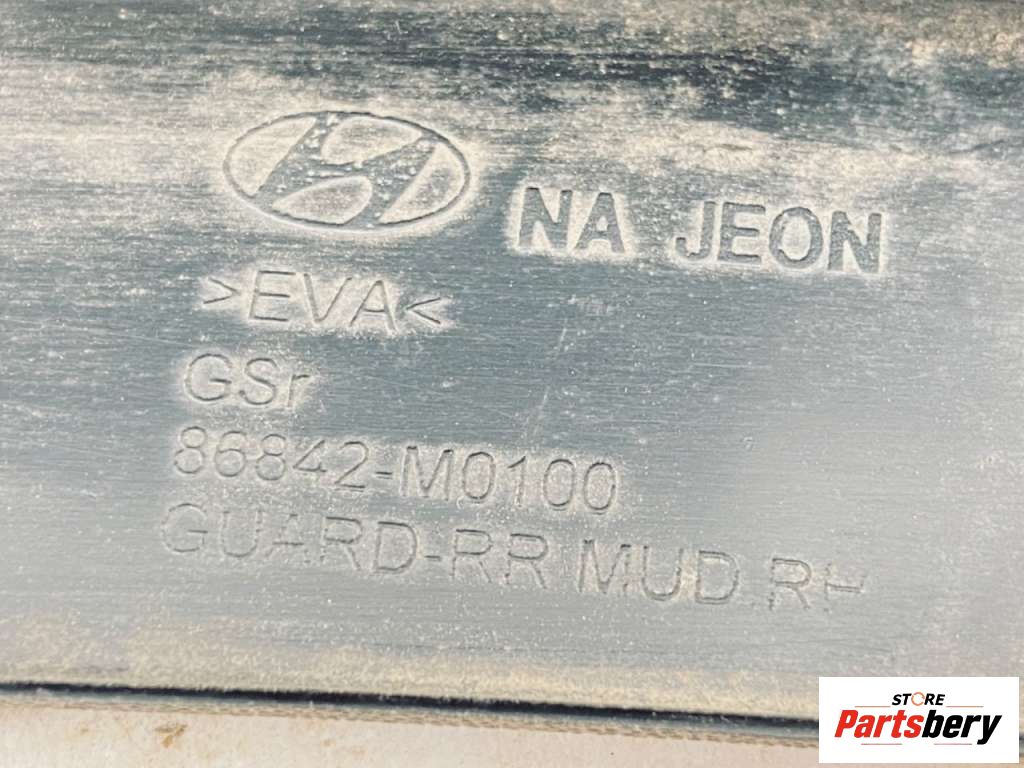 NA JEON
>EVA<
GSr
86842-M0100
GUARD-RR MUD.RH
STORE
Partsbery